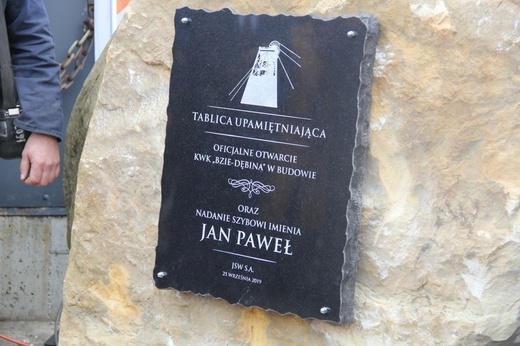 TABLICA UPAMIĘTNIAJĄCA
OFICJALNE OTWARCIE
KWK „BZIE-DĘBINA” W BUDOWIE
ORAZ
NADANIE SZYBOWI IMIENIA
JAN PAWEŁ
JSW S.A.
25 WRZEŚNIA 2019